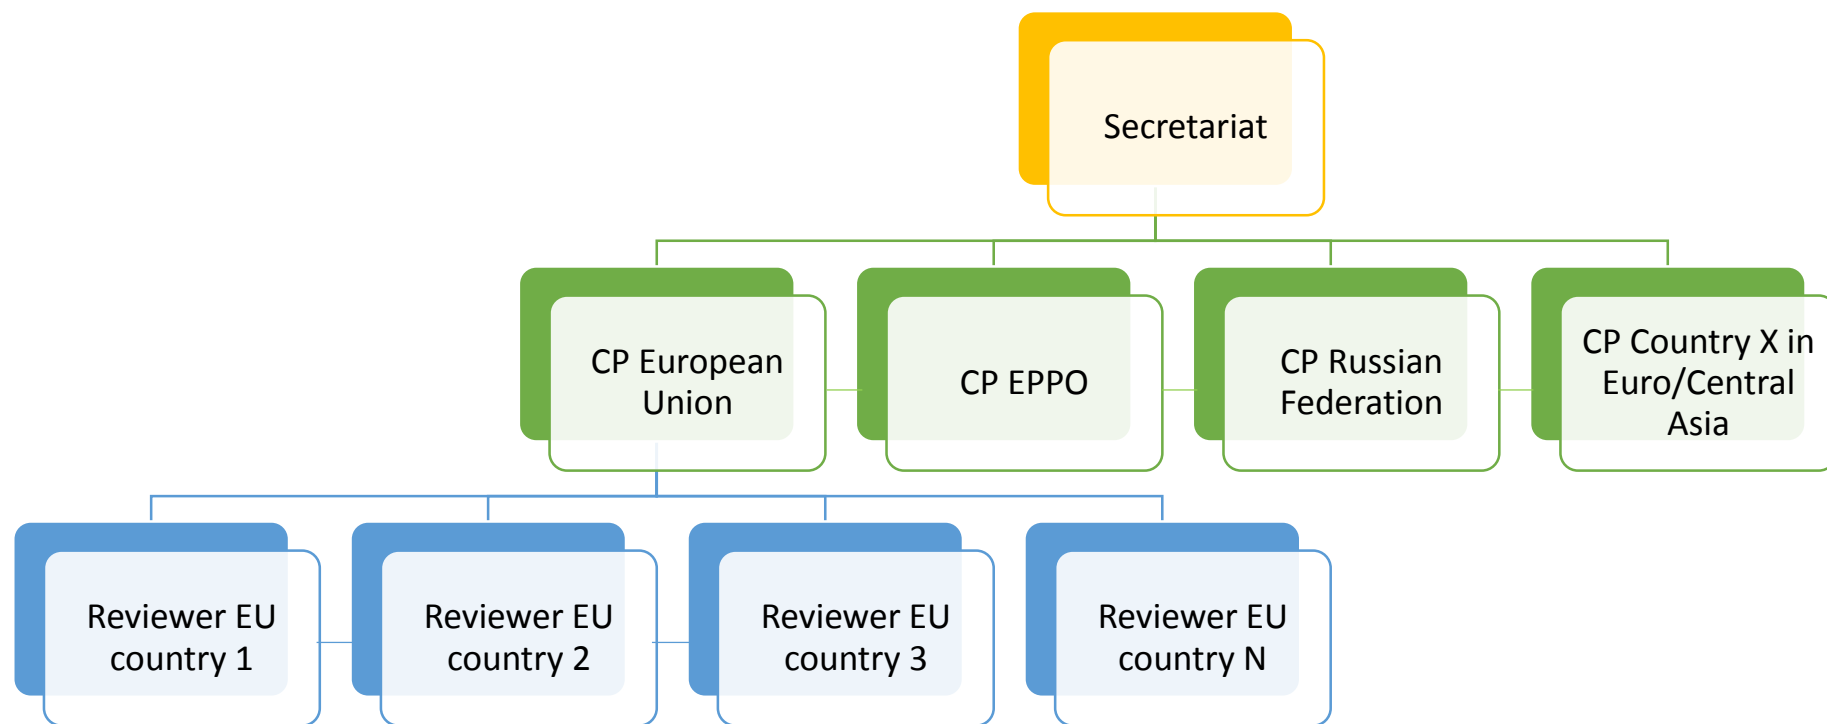 Secretariat
CP European
Union
CP EPPO
CP Russian
Federation
CP Country X in
Euro/Central
Asia
Reviewer EU
country 1
Reviewer EU
country 2
Reviewer EU
country 3
Reviewer EU
country N